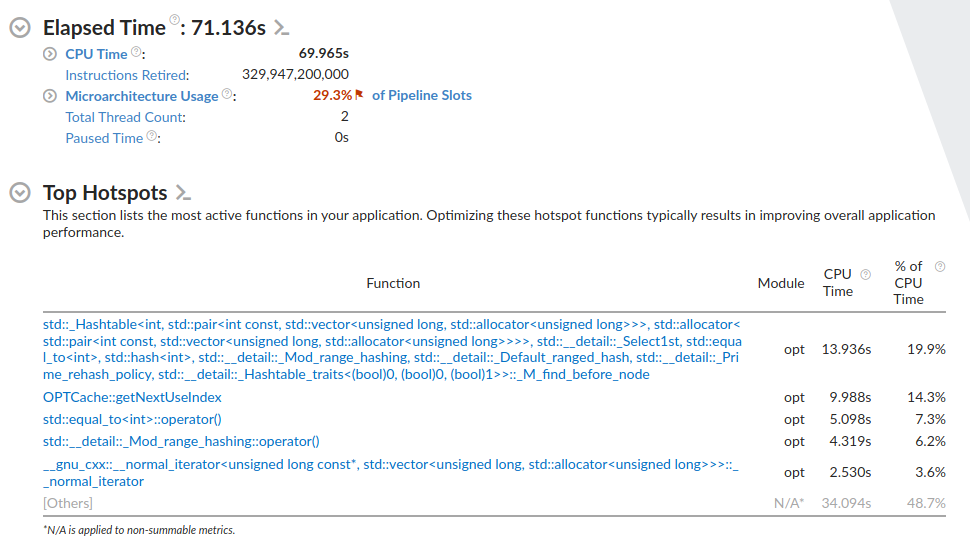 Elapsed Time: 71.136s
CPU Time: 69.965s
Instructions Retired: 329,947,200,000
Microarchitecture Usage: 29.3% of Pipeline Slots
Total Thread Count: 2
Paused Time: 0s
Top Hotspots
This section lists the most active functions in your application. Optimizing these hotspot functions typically results in improving overall application
performance.
Function Module CPU Time % of CPU Time
std::_Hashtable<int, std::pair<int const, std::vector<unsigned long, std::allocator<unsigned long>>>, std::allocator<
std::pair<int const, std::vector<unsigned long, std::allocator<unsigned long>>>>, std::__detail::_Select1st, std::equa
l_to<int>, std::hash<int>, std::__detail::_Mod_range_hashing, std::__detail::_Default_ranged_hash, std::__detail::_Pri
me_rehash_policy, std::__detail::_Hashtable_traits<(bool)0, (bool)0, (bool)1>>::_M_find_before_node opt 13.936s 19.9%
OPTCache::getNextUseIndex opt 9.988s 14.3%
std::equal_to<int>::operator() opt 5.098s 7.3%
std::__detail::_Mod_range_hashing::operator() opt 4.319s 6.2%
__gnu_cxx::__normal_iterator<unsigned long const*, std::vector<unsigned long, std::allocator<unsigned long>>>::_
_normal_iterator opt 2.530s 3.6%
[Others] N/A* 34.094s 48.7%
*N/A is applied to non-summable metrics.